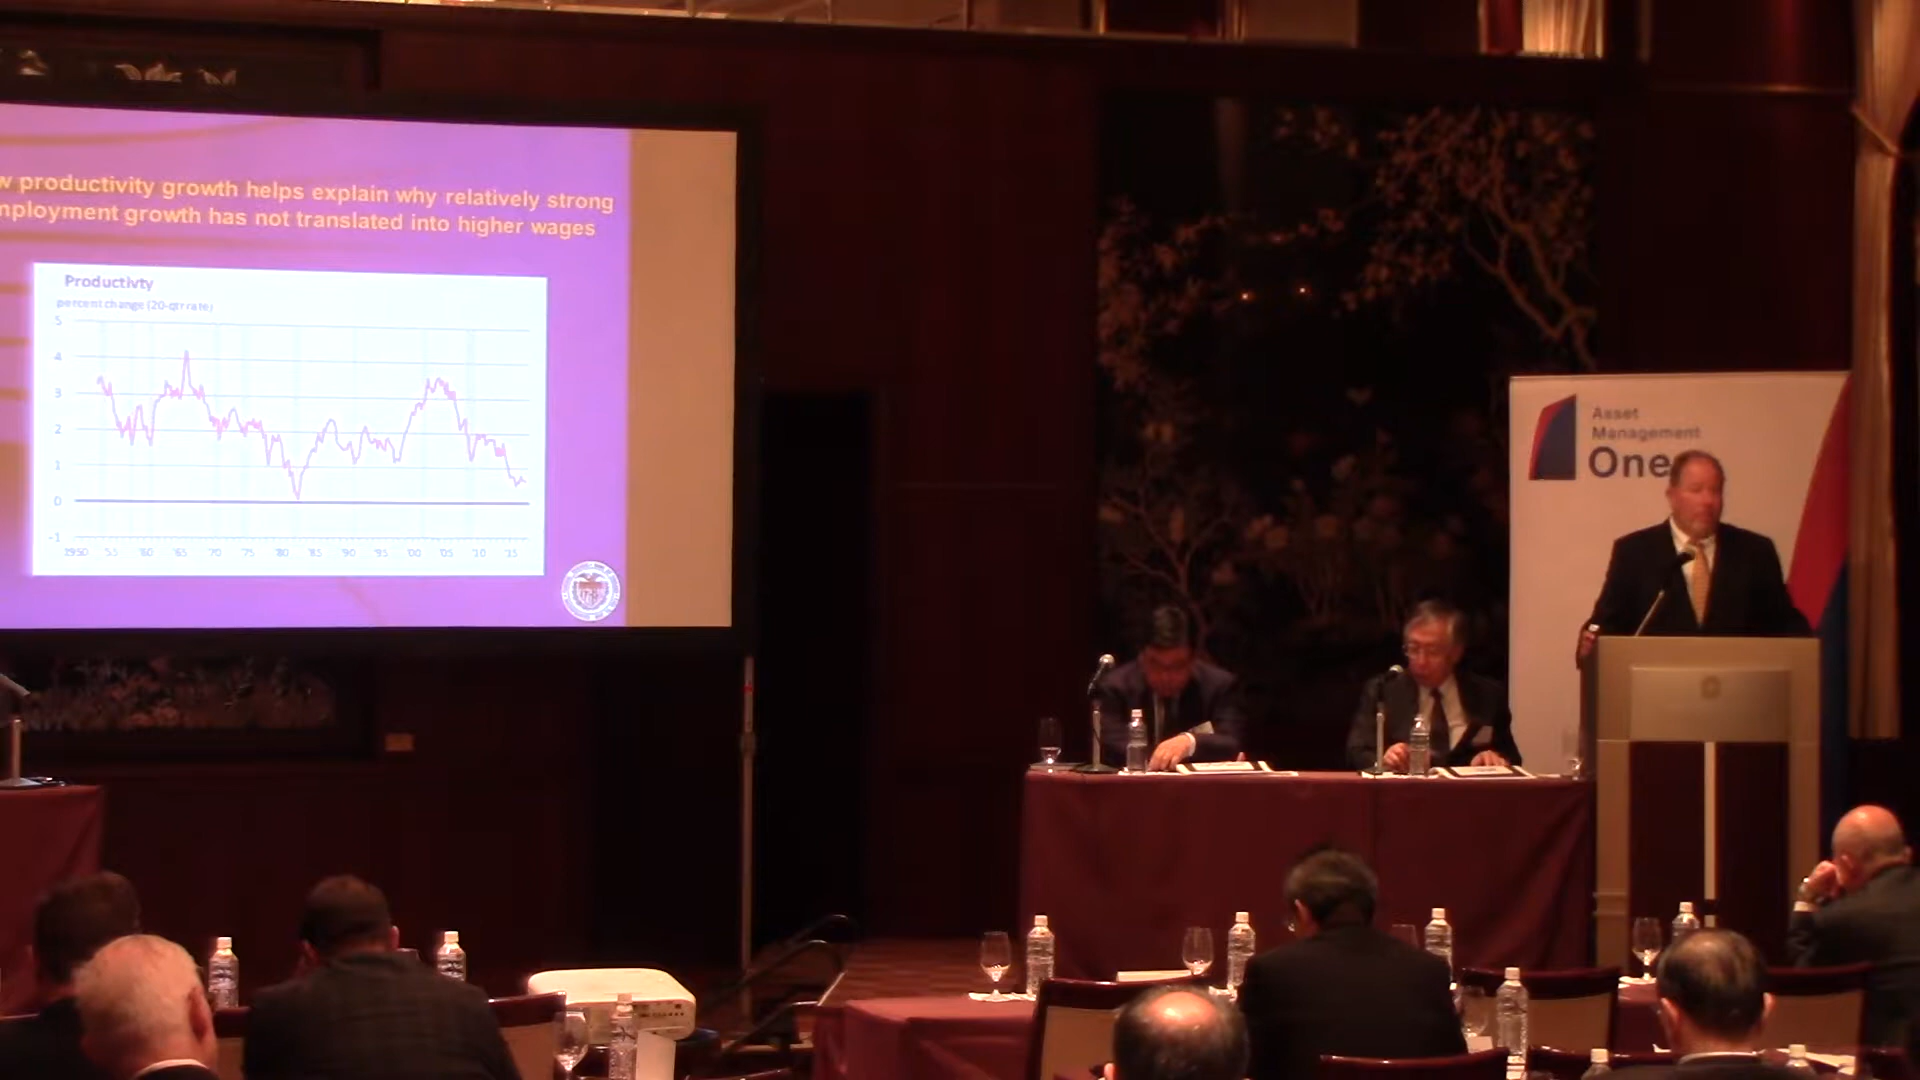 w productivity growth helps explain why relatively strong
mployment growth has not translated into higher wages
Productivty
percent change (20-qtr rate)
5
4
3
2
1
0
-1
1950 '55 '60 '65 '70 '75 '80 '85 '90 '95 '00 '05 '10 '15
Asset
Management
One